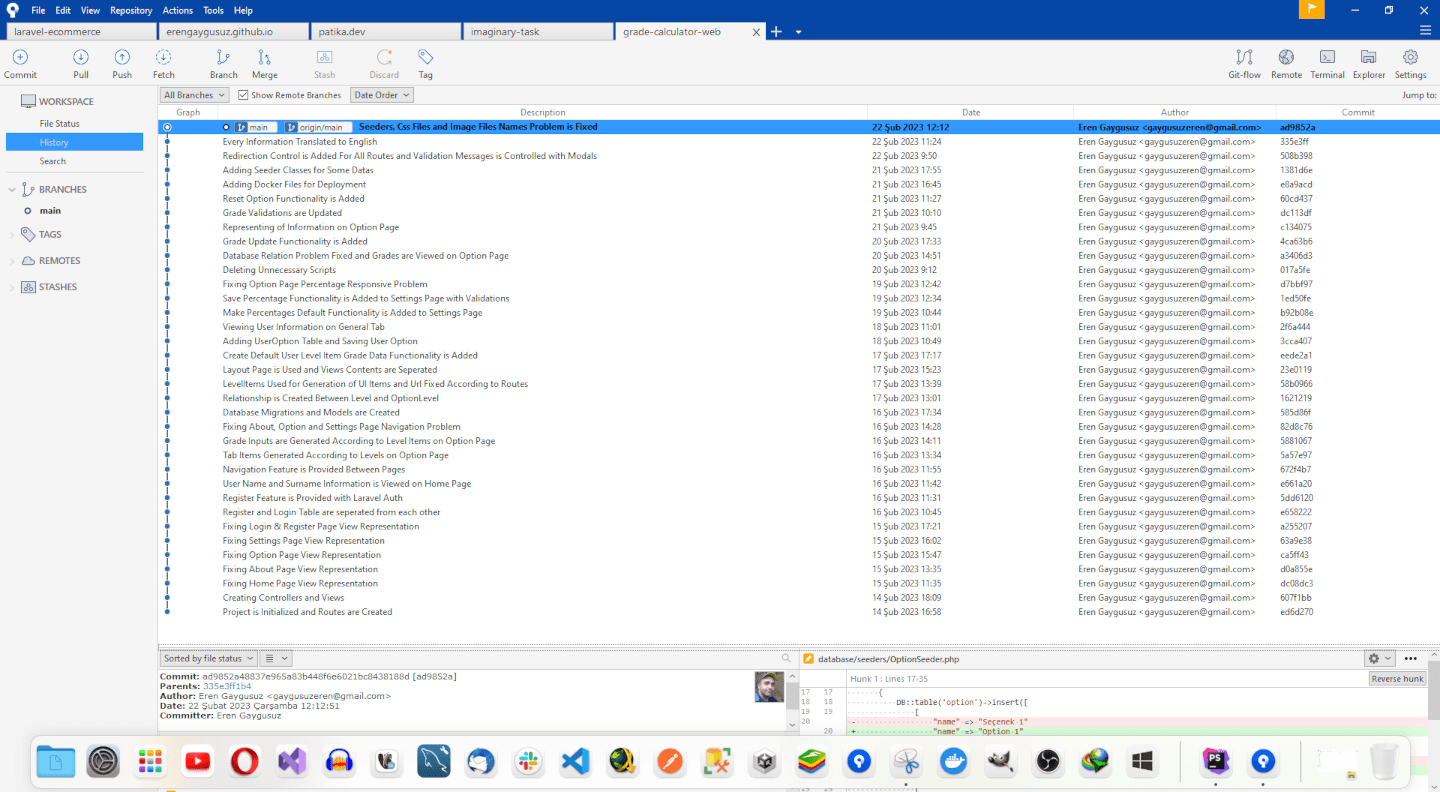 File Edit View Repository Actions Tools Help
laravel-ecommerce erengaygusuz.github.io patika.dev imaginary-task grade-calculator-web
Commit Pull Push Fetch Branch Merge Stash Discard Tag Git-flow Remote Terminal Explorer Settings
WORKSPACE
File Status
History
Search
BRANCHES
main
TAGS
REMOTES
STASHES
All Branches Show Remote Branches Date Order Jump to:
Graph Description Date Author Commit
main origin/main Seeders, Css Files and Image Files Names Problem is Fixed 22 Şub 2023 12:12 Eren Gaygusuz <gaygusuzeren@gmail.com> ad9852a
Every Information Translated to English 22 Şub 2023 11:24 Eren Gaygusuz <gaygusuzeren@gmail.com> 335e3ff
Redirection Control is Added For All Routes and Validation Messages is Controlled with Modals 22 Şub 2023 9:50 Eren Gaygusuz <gaygusuzeren@gmail.com> 508b398
Adding Seeder Classes for Some Datas 21 Şub 2023 17:55 Eren Gaygusuz <gaygusuzeren@gmail.com> 1381d6e
Adding Docker Files for Deployment 21 Şub 2023 16:45 Eren Gaygusuz <gaygusuzeren@gmail.com> e8a9acd
Reset Option Functionality is Added 21 Şub 2023 11:27 Eren Gaygusuz <gaygusuzeren@gmail.com> 60cd437
Grade Validations are Updated 21 Şub 2023 10:10 Eren Gaygusuz <gaygusuzeren@gmail.com> dc113df
Representing of Information on Option Page 21 Şub 2023 9:45 Eren Gaygusuz <gaygusuzeren@gmail.com> c134075
Grade Update Functionality is Added 20 Şub 2023 17:33 Eren Gaygusuz <gaygusuzeren@gmail.com> 4ca63b6
Database Relation Problem Fixed and Grades are Viewed on Option Page 20 Şub 2023 14:51 Eren Gaygusuz <gaygusuzeren@gmail.com> a3406d3
Deleting Unnecessary Scripts 20 Şub 2023 9:12 Eren Gaygusuz <gaygusuzeren@gmail.com> 017a5fe
Fixing Option Page Percentage Responsive Problem 19 Şub 2023 12:42 Eren Gaygusuz <gaygusuzeren@gmail.com> d7bbf97
Save Percentage Functionality is Added to Settings Page with Validations 19 Şub 2023 12:34 Eren Gaygusuz <gaygusuzeren@gmail.com> 1ed50fe
Make Percentages Default Functionality is Added to Settings Page 19 Şub 2023 10:44 Eren Gaygusuz <gaygusuzeren@gmail.com> b92b08e
Viewing User Information on General Tab 18 Şub 2023 11:01 Eren Gaygusuz <gaygusuzeren@gmail.com> 2f6a444
Adding UserOption Table and Saving User Option 18 Şub 2023 10:49 Eren Gaygusuz <gaygusuzeren@gmail.com> 3cca407
Create Default User Level Item Grade Data Functionality is Added 17 Şub 2023 17:17 Eren Gaygusuz <gaygusuzeren@gmail.com> eede2a1
Layout Page is Used and Views Contents are Seperated 17 Şub 2023 15:23 Eren Gaygusuz <gaygusuzeren@gmail.com> 23e0119
LevelItems Used for Generation of UI Items and Url Fixed According to Routes 17 Şub 2023 13:39 Eren Gaygusuz <gaygusuzeren@gmail.com> 58b0966
Relationship is Created Between Level and OptionLevel 17 Şub 2023 13:01 Eren Gaygusuz <gaygusuzeren@gmail.com> 1621219
Database Migrations and Models are Created 16 Şub 2023 17:34 Eren Gaygusuz <gaygusuzeren@gmail.com> 585d86f
Fixing About, Option and Settings Page Navigation Problem 16 Şub 2023 14:28 Eren Gaygusuz <gaygusuzeren@gmail.com> 82d8c76
Grade Inputs are Generated According to Level Items on Option Page 16 Şub 2023 14:11 Eren Gaygusuz <gaygusuzeren@gmail.com> 5881067
Tab Items Generated According to Levels on Option Page 16 Şub 2023 13:34 Eren Gaygusuz <gaygusuzeren@gmail.com> 5a57e97
Navigation Feature is Provided Between Pages 16 Şub 2023 11:55 Eren Gaygusuz <gaygusuzeren@gmail.com> 672f4b7
User Name and Surname Information is Viewed on Home Page 16 Şub 2023 11:42 Eren Gaygusuz <gaygusuzeren@gmail.com> e661a20
Register Feature is Provided with Laravel Auth 16 Şub 2023 11:31 Eren Gaygusuz <gaygusuzeren@gmail.com> 5dd6120
Register and Login Table are seperated from each other 16 Şub 2023 10:45 Eren Gaygusuz <gaygusuzeren@gmail.com> e658222
Fixing Login & Register Page View Representation 15 Şub 2023 17:21 Eren Gaygusuz <gaygusuzeren@gmail.com> a255207
Fixing Settings Page View Representation 15 Şub 2023 16:02 Eren Gaygusuz <gaygusuzeren@gmail.com> 63a9e38
Fixing Option Page View Representation 15 Şub 2023 15:47 Eren Gaygusuz <gaygusuzeren@gmail.com> ca5ff43
Fixing About Page View Representation 15 Şub 2023 13:35 Eren Gaygusuz <gaygusuzeren@gmail.com> d0a855e
Fixing Home Page View Representation 15 Şub 2023 11:35 Eren Gaygusuz <gaygusuzeren@gmail.com> dc08dc3
Creating Controllers and Views 14 Şub 2023 18:09 Eren Gaygusuz <gaygusuzeren@gmail.com> 607f1bb
Project is Initialized and Routes are Created 14 Şub 2023 16:58 Eren Gaygusuz <gaygusuzeren@gmail.com> ed6d270
Sorted by file status
Commit: ad9852a48837e965a83b448f6e6021bc8438188d [ad9852a]
Parents: 335e3ff1b4
Author: Eren Gaygusuz <gaygusuzeren@gmail.com>
Date: 22 Şubat 2023 Çarşamba 12:12:51
Committer: Eren Gaygusuz
database/seeders/OptionSeeder.php
Hunk 1 : Lines 17-35 Reverse hunk
17 17 {
18 18 DB::table('option')->insert([
19 19 [
20 - "name" => "Seçenek 1"
20 + "name" => "Option 1"
PS